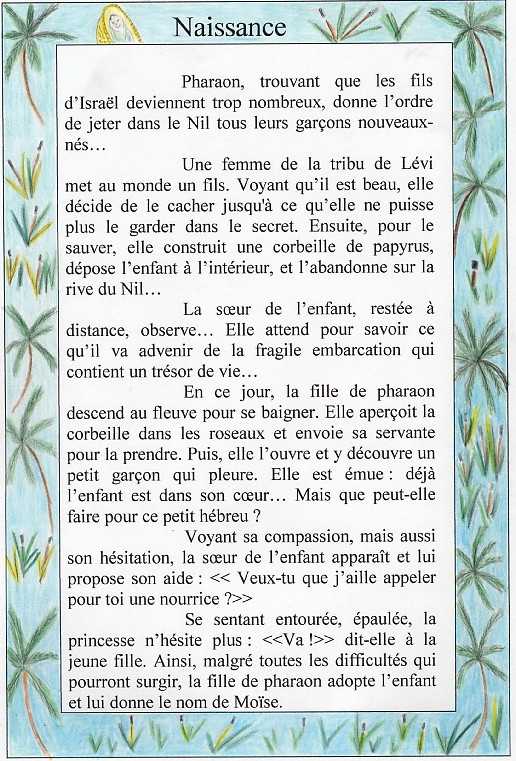 Naissance
Pharaon, trouvant que les fils
d’Israël deviennent trop nombreux, donne l’ordre
de jeter dans le Nil tous leurs garçons nouveaux-
nés…
Une femme de la tribu de Lévi
met au monde un fils. Voyant qu’il est beau, elle
décide de le cacher jusqu'à ce qu’elle ne puisse
plus le garder dans le secret. Ensuite, pour le
sauver, elle construit une corbeille de papyrus,
dépose l’enfant à l’intérieur, et l’abandonne sur la
rive du Nil…
La sœur de l’enfant, restée à
distance, observe… Elle attend pour savoir ce
qu’il va advenir de la fragile embarcation qui
contient un trésor de vie…
En ce jour, la fille de pharaon
descend au fleuve pour se baigner. Elle aperçoit la
corbeille dans les roseaux et envoie sa servante
pour la prendre. Puis, elle l’ouvre et y découvre un
petit garçon qui pleure. Elle est émue : déjà
l’enfant est dans son cœur… Mais que peut-elle
faire pour ce petit hébreu ?
Voyant sa compassion, mais aussi
son hésitation, la sœur de l’enfant apparaît et lui
propose son aide : << Veux-tu que j’aille appeler
pour toi une nourrice ?>>
Se sentant entourée, épaulée, la
princesse n’hésite plus : <<Va !>> dit-elle à la
jeune fille. Ainsi, malgré toutes les difficultés qui
pourront surgir, la fille de pharaon adopte l’enfant
et lui donne le nom de Moïse.